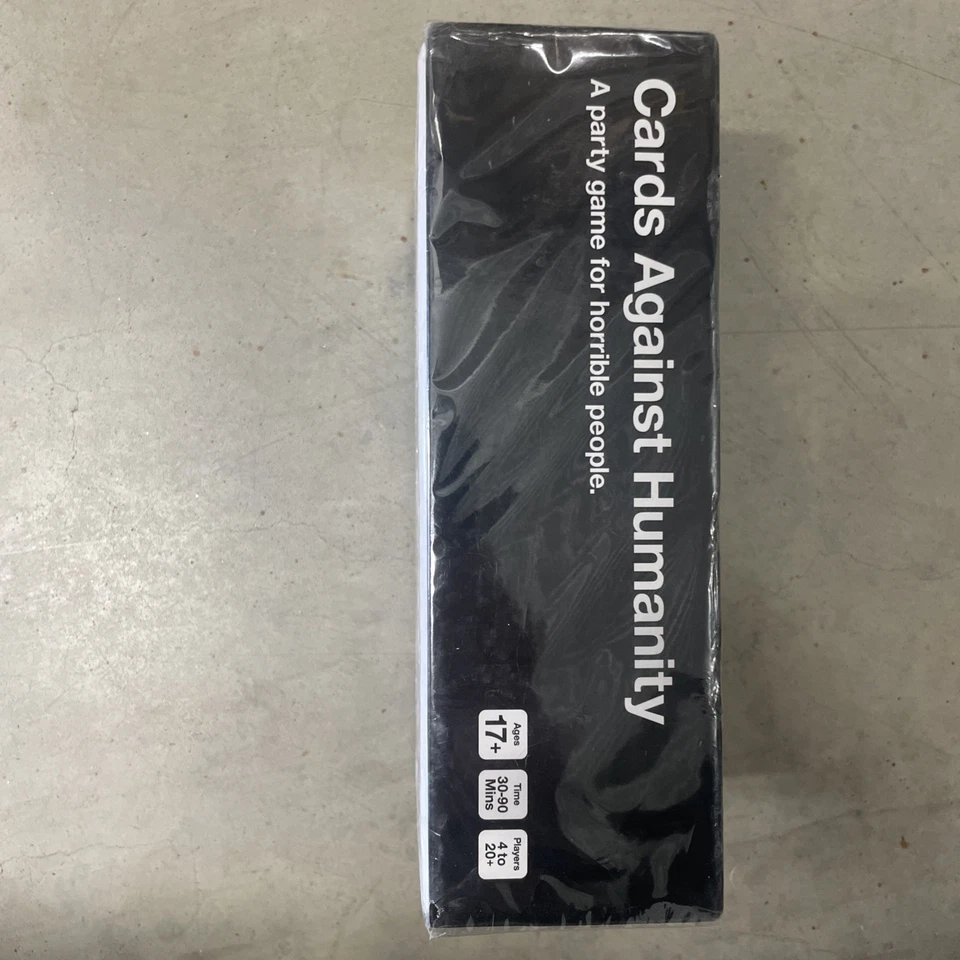 Cards Against Humanity
A party game for horrible people.
Ages
17+
Time
30-90
Mins
Players
4 to
20+